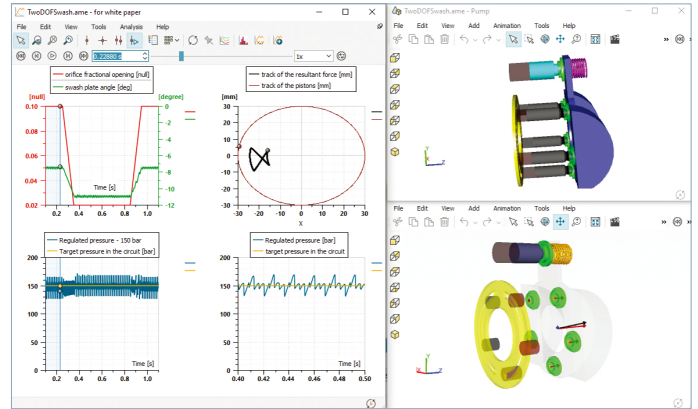 TwoDOFSwash.ame - for white paper
File Edit View Tools Analysis Help
0.22880 s
1x
orifice fractional opening [null]
swash plate angle [deg]
[null]
[degree]
0.10
0.08
0.06
0.04
0.02
0
-2
-4
-6
-8
-10
-12
Time [s]
0.2 0.4 0.6 0.8 1.0
track of the resultant force [mm]
track of the pistons [mm]
[mm]
30
20
10
0
-10
-20
-30
-30 -20 -10 0 10 20 30
X
Regulated pressure - 150 bar
Target pressure in the circuit [bar]
200
150
100
50
0
Time [s]
0.2 0.4 0.6 0.8 1.0
Regulated pressure [bar]
target pressure in the circuit
200
150
100
50
0
Time [s]
0.40 0.42 0.44 0.46 0.48 0.50
TwoDOFSwash.ame - Pump
File Edit View Add Animation Tools Help
Y
X
Z
File Edit View Add Animation Tools Help
Y
X
Z